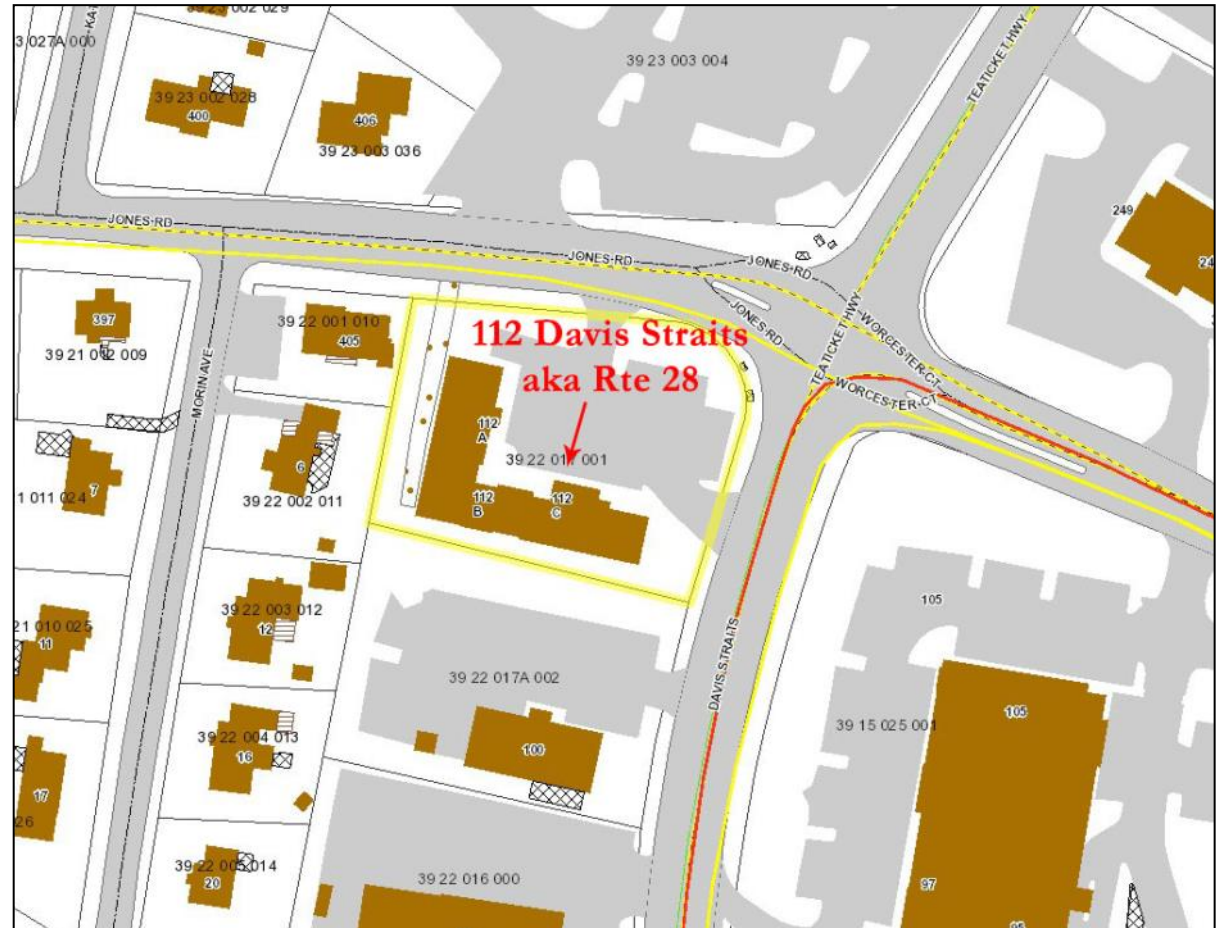 39 23 002 029
3 027A 000
39 23 003 004
TEATICKET HWY
39 23 002 028
400
406
39 23 003 036
JONES RD
JONES RD
JONES RD
249
397
39 22 001 010
405
112 Davis Straits
aka Rte 28
JONES RD
TEATICKET HWY
WORCESTER CT
WORCESTER CT
MORIN AVE
112
A
39 22 001
6
7
112
B
112
C
1 011 024
39 22 002 011
105
39 22 003 012
12
21 010 025
11
DAVIS STRAITS
39 22 017A 002
105
39 15 025 001
39 22 004 013
16
100
17
39 22 005 014
20
39 22 016 000
97